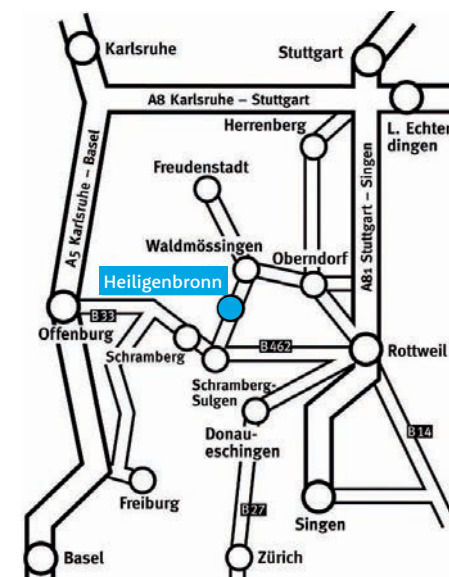 Karlsruhe
Stuttgart
A8 Karlsruhe – Stuttgart
L. Echter
dingen
Herrenberg
Freudenstadt
A5 Karlsruhe – Basel
A81 Stuttgart – Singen
Waldmössingen
Oberndorf
Heiligenbronn
B33
Offenburg
Schramberg
B462
Rottweil
Schramberg-
Sulgen
Donau-
eschingen
B14
Freiburg
B27
Singen
Basel
Zürich